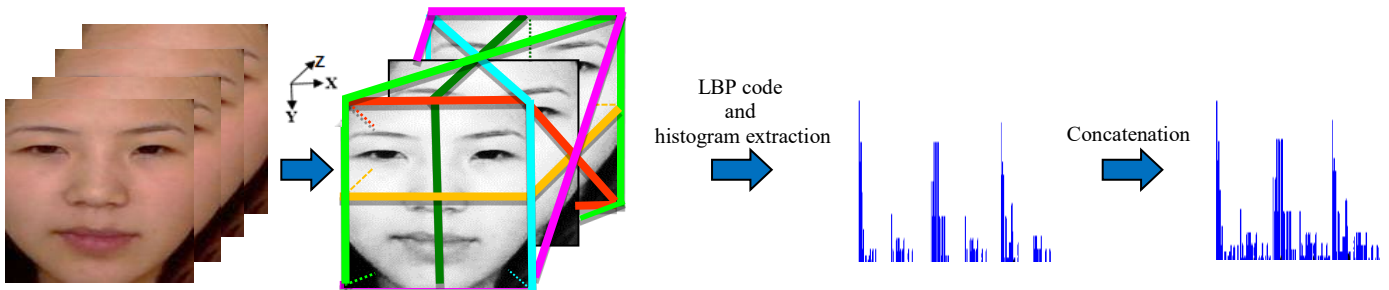 Z
X
Y
LBP code
and
histogram extraction
Concatenation